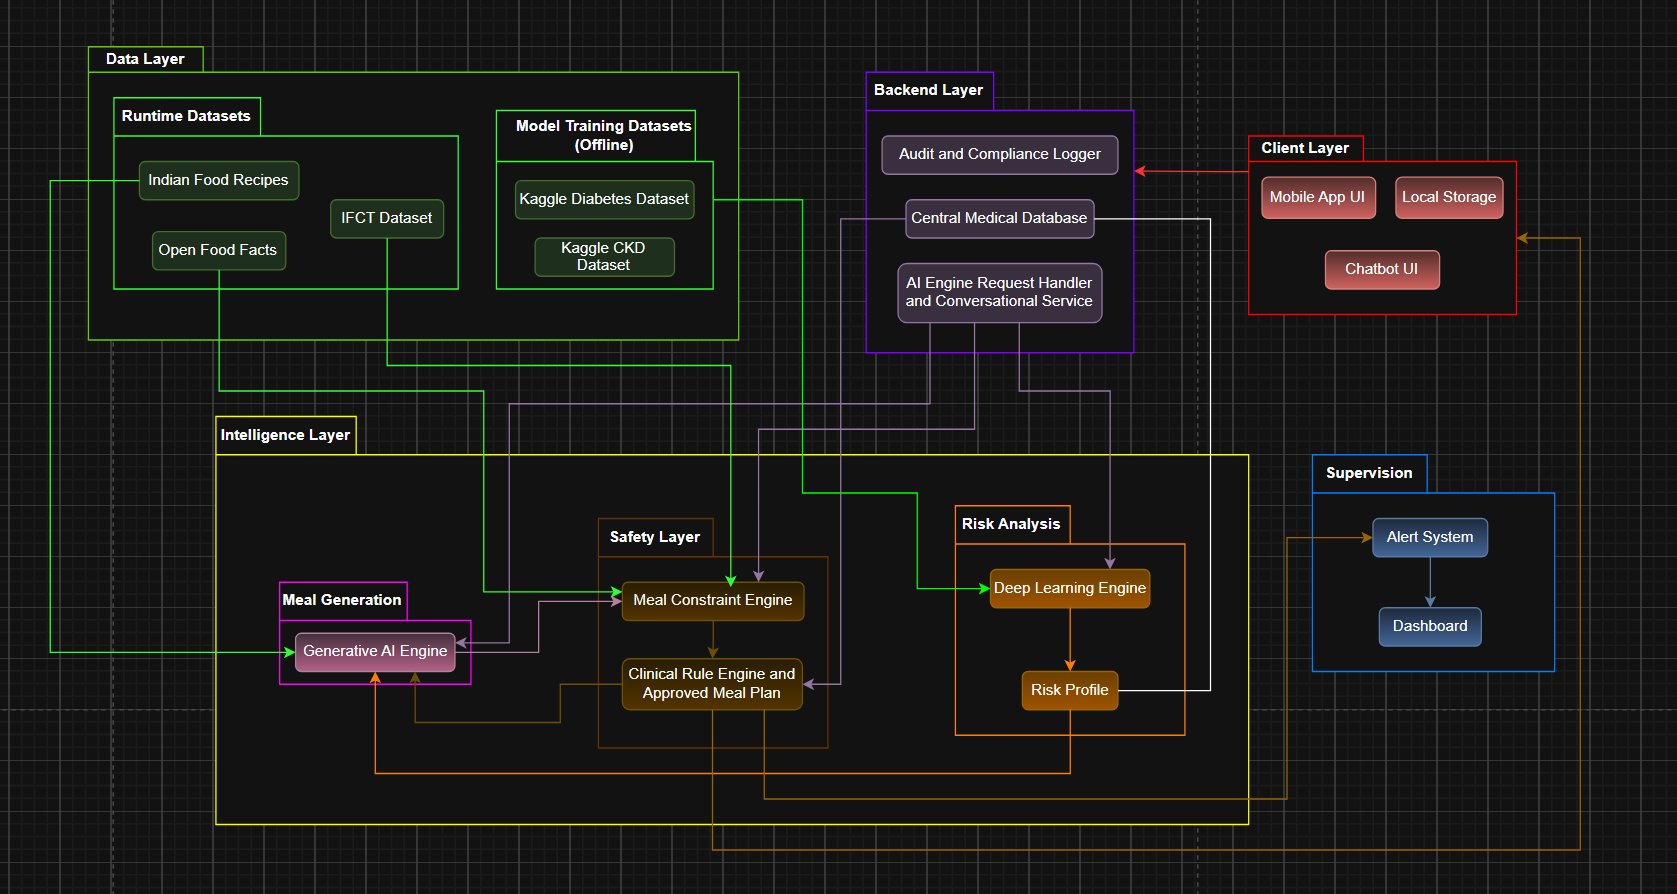 Data Layer
Runtime Datasets
Indian Food Recipes
IFCT Dataset
Open Food Facts
Model Training Datasets
(Offline)
Kaggle Diabetes Dataset
Kaggle CKD
Dataset
Backend Layer
Audit and Compliance Logger
Central Medical Database
AI Engine Request Handler
and Conversational Service
Client Layer
Mobile App UI
Local Storage
Chatbot UI
Intelligence Layer
Meal Generation
Generative AI Engine
Safety Layer
Meal Constraint Engine
Clinical Rule Engine and
Approved Meal Plan
Risk Analysis
Deep Learning Engine
Risk Profile
Supervision
Alert System
Dashboard